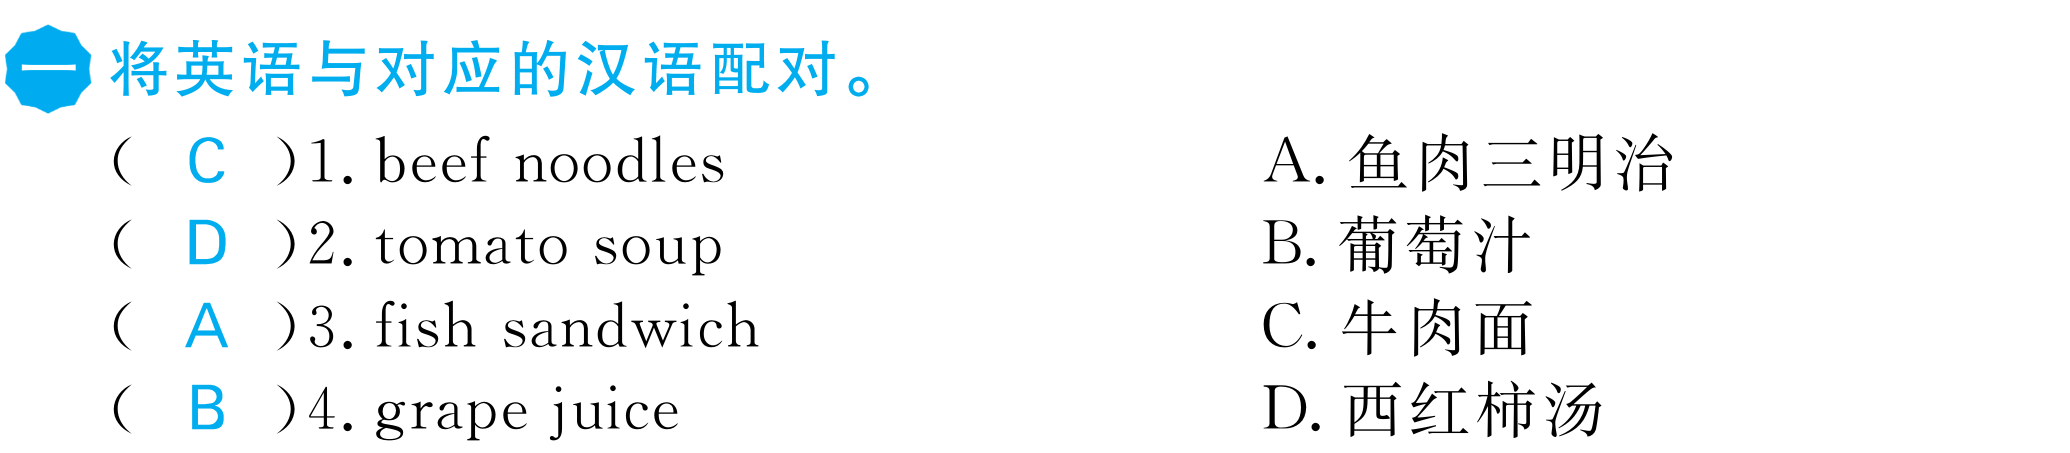 一 将英语与对应的汉语配对。
( C )1. beef noodles A. 鱼肉三明治
( D )2. tomato soup B. 葡萄汁
( A )3. fish sandwich C. 牛肉面
( B )4. grape juice D. 西红柿汤